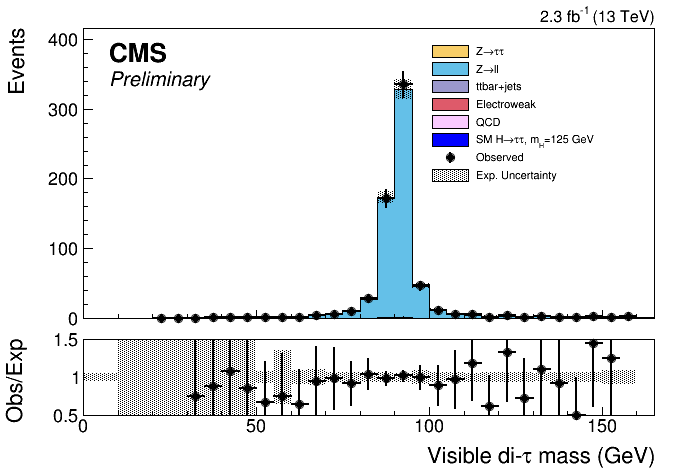 2.3 fb-1 (13 TeV)
Events
400
300
200
100
0
CMS
Preliminary
Z→ττ
Z→ll
ttbar+jets
Electroweak
QCD
SM H→ττ, mH=125 GeV
Observed
Exp. Uncertainty
Obs/Exp
1.5
1
0.5
0 50 100 150
Visible di-τ mass (GeV)